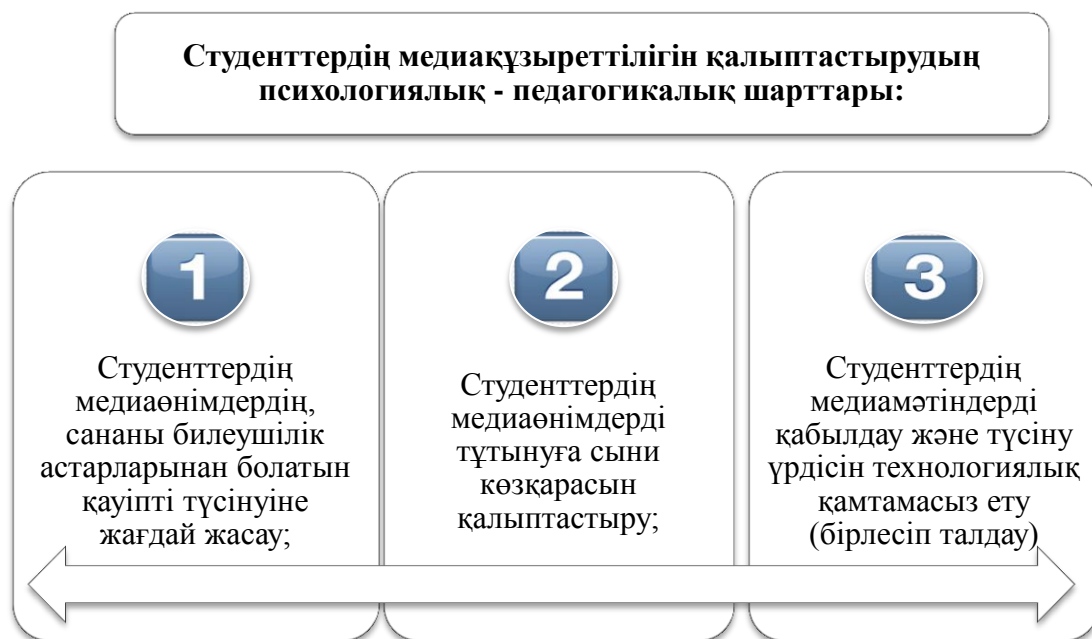 Студенттердің медиақұзыреттілігін қалыптастырудың
психологиялық - педагогикалық шарттары:
1
Студенттердің
медиаөнімдердің,
сананы билеушілік
астарларынан болатын
қауіпті түсінуіне
жағдай жасау;
2
Студенттердің
медиаөнімдерді
тұтынуға сыни
көзқарасын
қалыптастыру;
3
Студенттердің
медиамәтіндерді
қабылдау және түсіну
үрдісін технологиялық
қамтамасыз ету
(бірлесіп талдау)